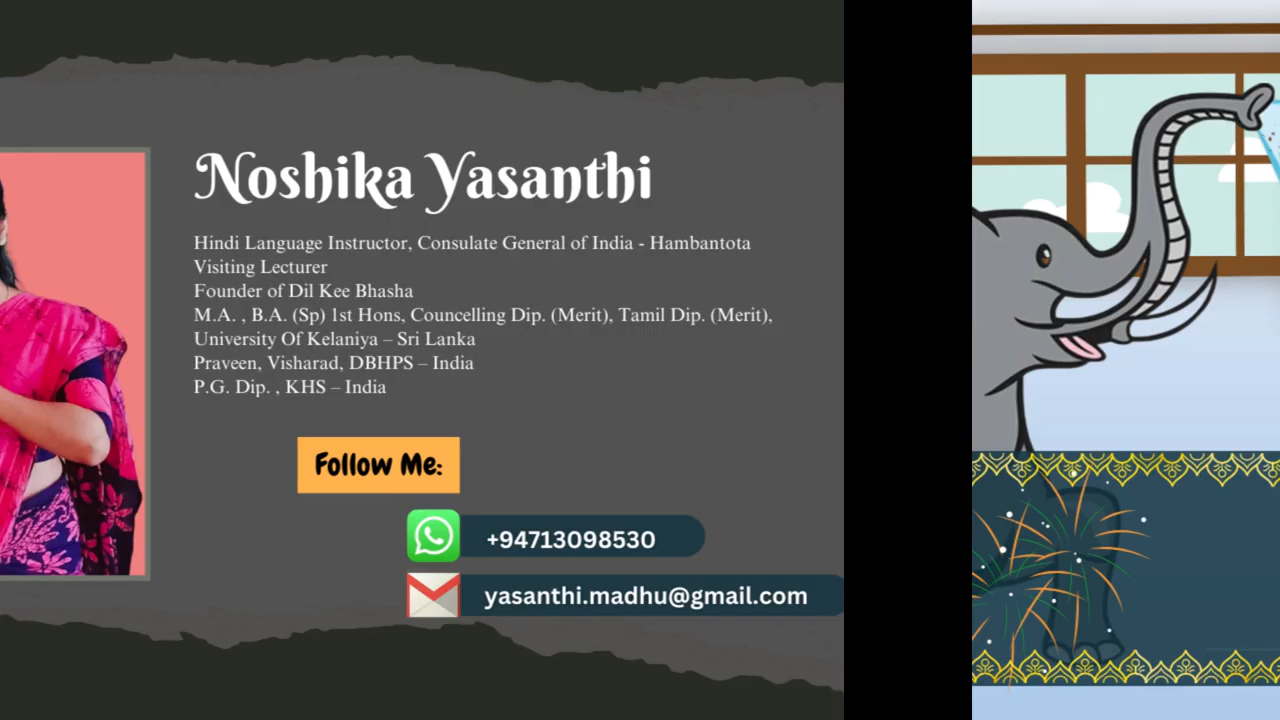 Noshika Yasanthi
Hindi Language Instructor, Consulate General of India - Hambantota
Visiting Lecturer
Founder of Dil Kee Bhasha
M.A. , B.A. (Sp) 1st Hons, Councelling Dip. (Merit), Tamil Dip. (Merit),
University Of Kelaniya – Sri Lanka
Praveen, Visharad, DBHPS – India
P.G. Dip. , KHS – India
Follow Me:
+94713098530
yasanthi.madhu@gmail.com